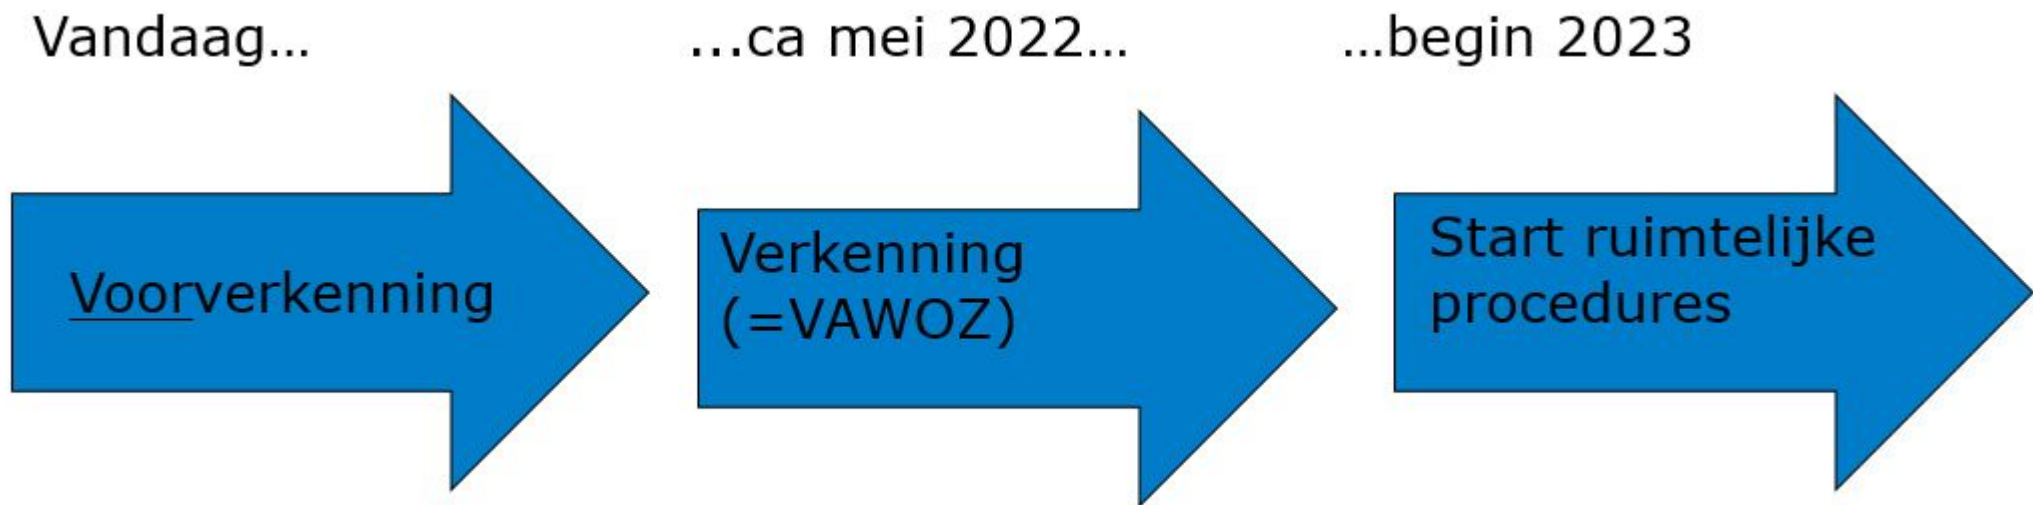 Vandaag...
...ca mei 2022...
...begin 2023
Voorverkenning
Verkenning
(=VAWOZ)
Start ruimtelijke
procedures